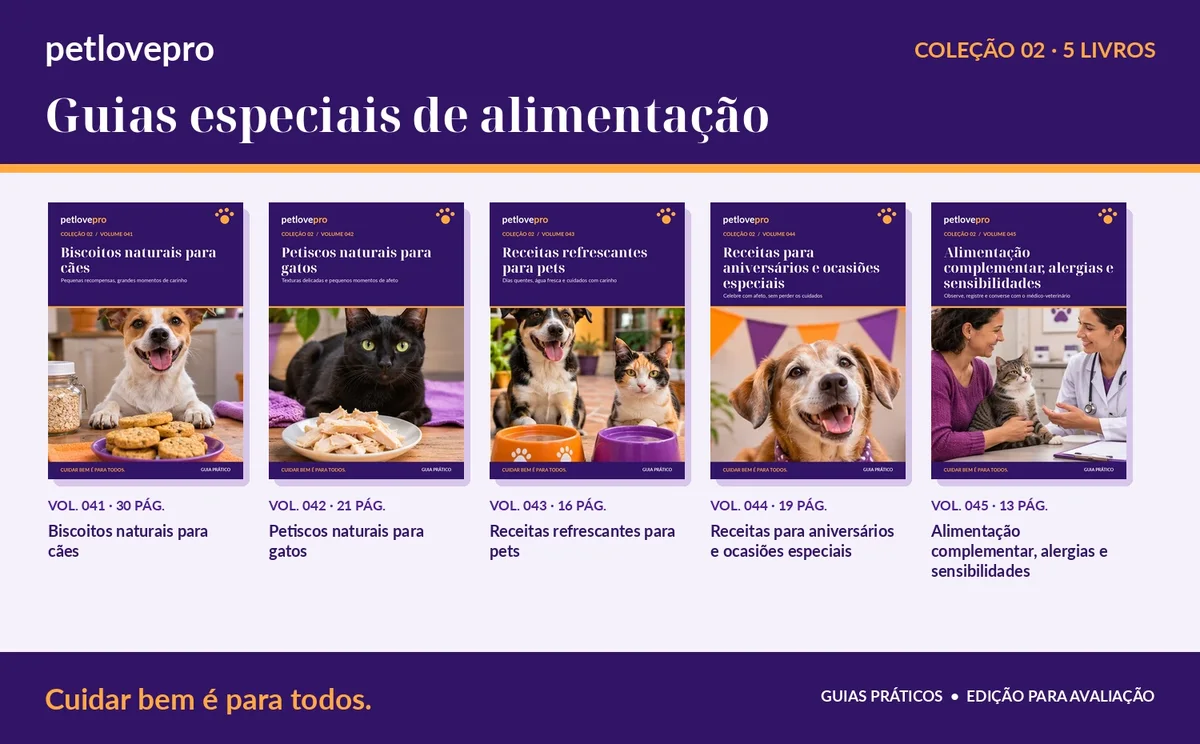 petlovepro
COLEÇÃO 02 · 5 LIVROS
Guias especiais de alimentação
petlovepro
COLEÇÃO 02 / VOLUME 041
Biscoitos naturais para
cães
Pequenas recompensas, grandes momentos de carinho
CUIDAR BEM É PARA TODOS.
GUIA PRÁTICO
VOL. 041 · 30 PÁG.
Biscoitos naturais para
cães
petlovepro
COLEÇÃO 02 / VOLUME 042
Petiscos naturais para
gatos
Texturas delicadas e pequenos momentos de afeto
CUIDAR BEM É PARA TODOS.
GUIA PRÁTICO
VOL. 042 · 21 PÁG.
Petiscos naturais para
gatos
petlovepro
COLEÇÃO 02 / VOLUME 043
Receitas refrescantes
para pets
Dias quentes, água fresca e cuidados com carinho
CUIDAR BEM É PARA TODOS.
GUIA PRÁTICO
VOL. 043 · 16 PÁG.
Receitas refrescantes para
pets
petlovepro
COLEÇÃO 02 / VOLUME 044
Receitas para
aniversários e ocasiões
especiais
Celebre com afeto, sem perder os cuidados
CUIDAR BEM É PARA TODOS.
GUIA PRÁTICO
VOL. 044 · 19 PÁG.
Receitas para aniversários
e ocasiões especiais
petlovepro
COLEÇÃO 02 / VOLUME 045
Alimentação
complementar, alergias e
sensibilidades
Observe, registre e converse com o médico-veterinário
CUIDAR BEM É PARA TODOS.
GUIA PRÁTICO
VOL. 045 · 13 PÁG.
Alimentação
complementar, alergias e
sensibilidades
Cuidar bem é para todos.
GUIAS PRÁTICOS • EDIÇÃO PARA AVALIAÇÃO